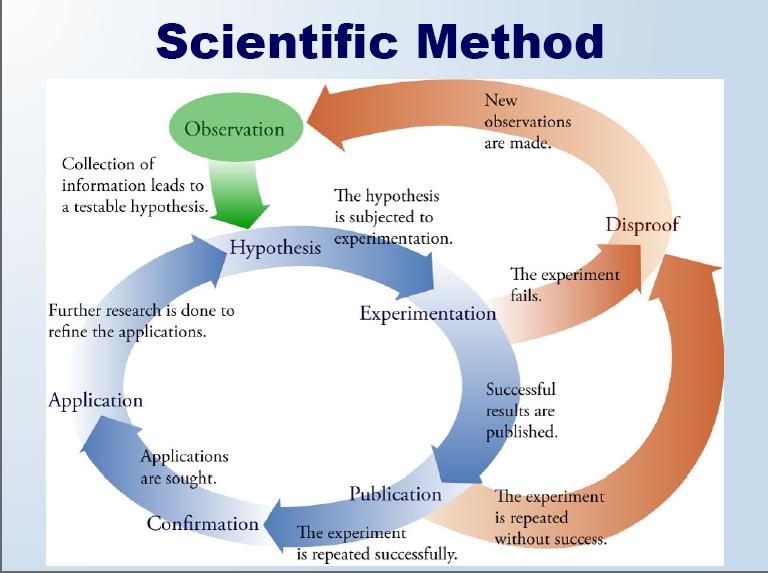 Scientific Method
Observation
New
observations
are made.
Collection of
information leads to
a testable hypothesis.
The hypothesis
is subjected to
experimentation.
Disproof
Hypothesis
The experiment
fails.
Further research is done to
refine the applications.
Experimentation
Application
Successful
results are
published.
Applications
are sought.
Publication
The experiment
is repeated
without success.
Confirmation
The experiment
is repeated successfully.